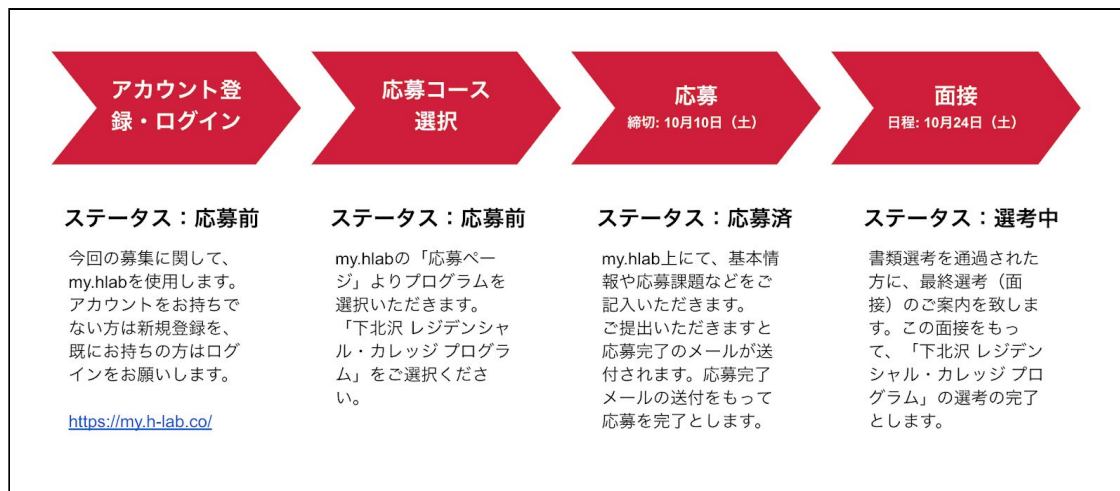 アカウント登
録・ログイン
ステータス：応募前
今回の募集に関して、
my.hlabを使用します。
アカウントをお持ちで
ない方は新規登録を、
既にお持ちの方はログ
インをお願いします。
https://my.h-lab.co/
応募コース
選択
ステータス：応募前
my.hlabの「応募ペー
ジ」よりプログラムを
選択いただきます。
「下北沢 レジデンシャ
ル・カレッジ プログラ
ム」をご選択くださ
い。
応募
締切: 10月10日（土）
ステータス：応募済
my.hlab上にて、基本情
報や応募課題などをご
記入いただきます。
ご提出いただきますと
応募完了のメールが送
付されます。応募完了
メールの送付をもって
応募を完了とします。
面接
日程: 10月24日（土）
ステータス：選考中
書類選考を通過された
方に、最終選考（面
接）のご案内を致しま
す。この面接をもっ
て、「下北沢 レジデン
シャル・カレッジ プロ
グラム」の選考の完了
とします。